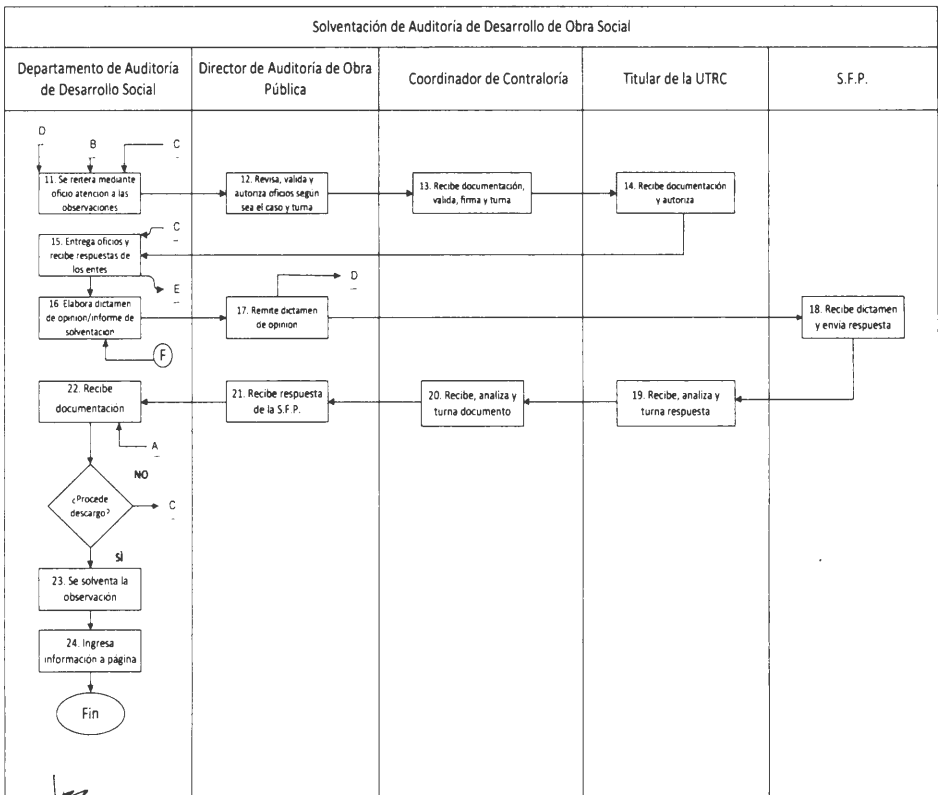 Solventación de Auditoría de Desarrollo de Obra Social
Departamento de Auditoría
de Desarrollo Social
Director de Auditoría de Obra
Pública
Coordinador de Contraloría
Titular de la UTRC
S.F.P.
D
B
C
11. Se reitera mediante
oficio atencion a las
observaciones
12. Revisa, valida y
autoriza oficios según
sea el caso y turna
13. Recibe documentación,
valida, firma y turna
14. Recibe documentación
y autoriza
C
15. Entrega oficios y
recibe respuestas de
los entes
E
D
16 Elabora dictamen
de opinion/informe de
solventación
17. Remite dictamen
de opinion
18. Recibe dictamen
y envía respuesta
F
22. Recibe
documentación
21. Recibe respuesta
de la S.F.P.
20. Recibe, analiza y
turna documento
19. Recibe, analiza y
turna respuesta
A
NO
¿Procede
descargo?
C
SÌ
23. Se solventa la
observación
24. Ingresa
información a página
Fin